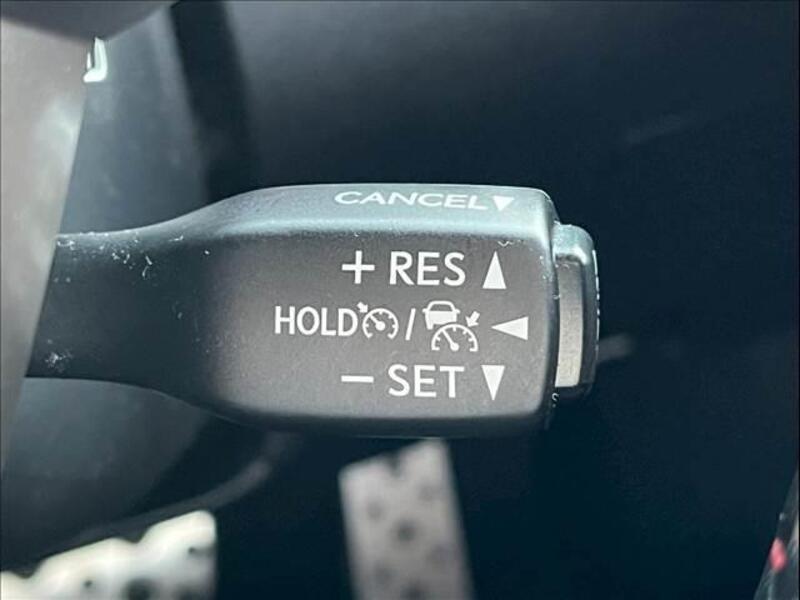 CANCEL▼
+ RES ▲
HOLD / ◀
− SET ▼